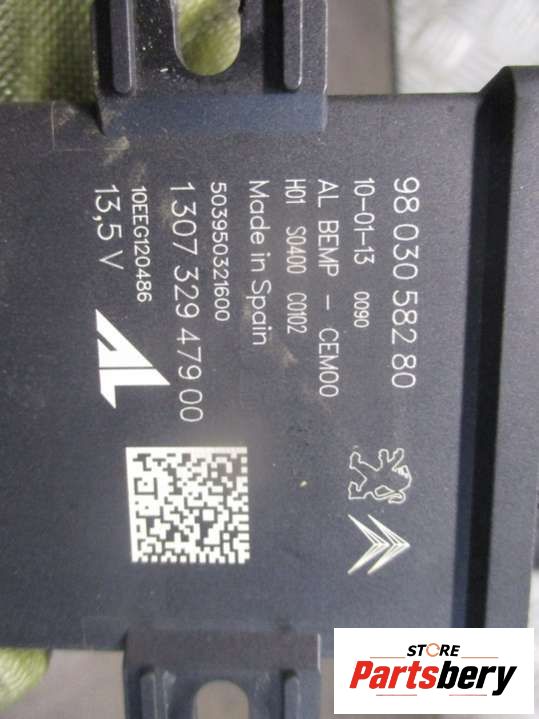 98 030 582 80
10-01-13 0090
AL BEMP - CEM00
H01 S0400 C0102
Made in Spain
503950321600
1 307 329 479 00
10EEG120486
13,5 V
AL
STORE
Partsbery